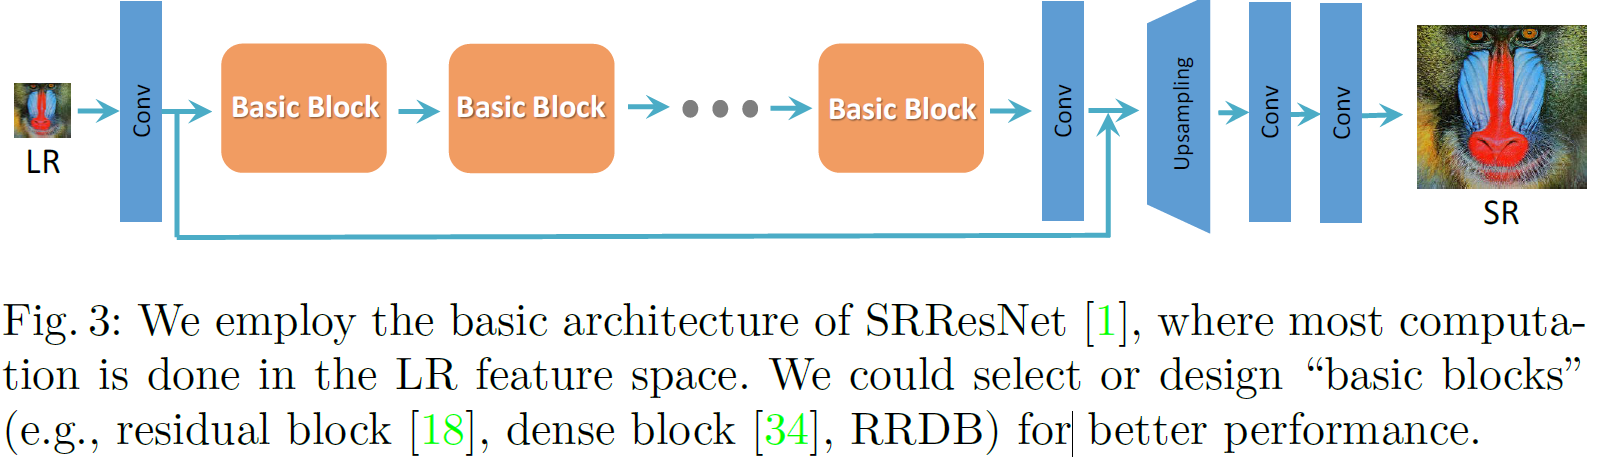 LR
Conv
Basic Block
Basic Block
Basic Block
Conv
Upsampling
Conv
Conv
SR
Fig. 3: We employ the basic architecture of SRResNet [1], where most computa-
tion is done in the LR feature space. We could select or design “basic blocks”
(e.g., residual block [18], dense block [34], RRDB) for better performance.